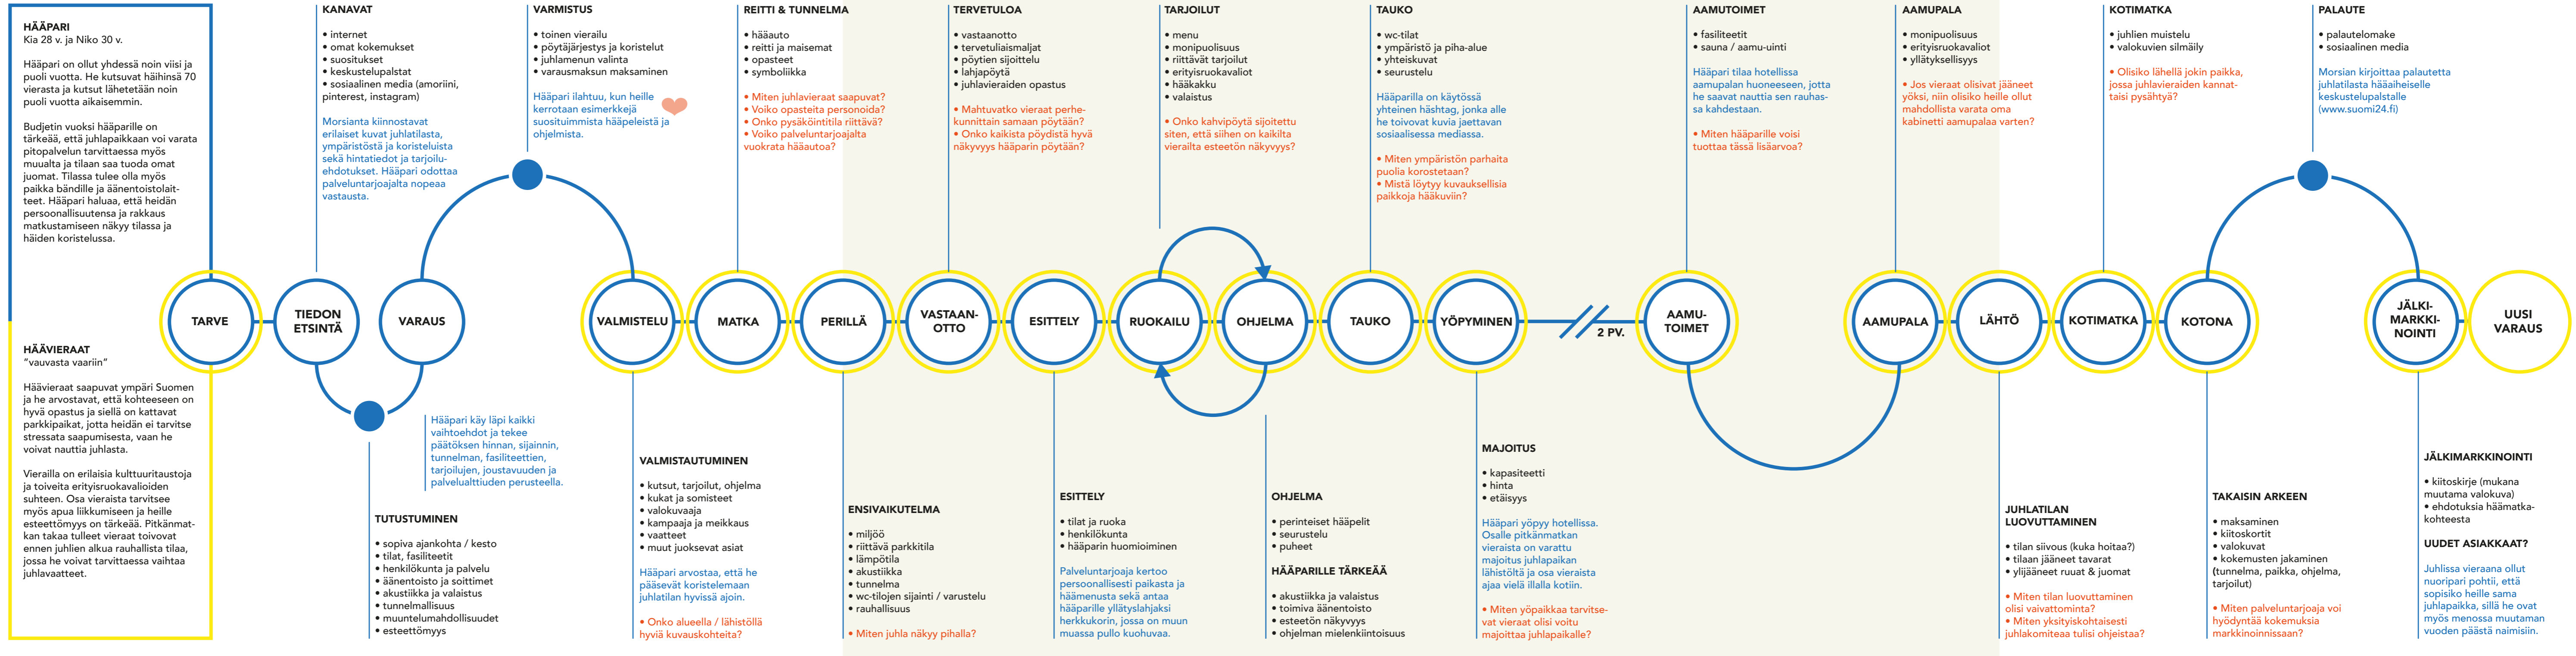 HÄÄPARI
Kia 28 v. ja Niko 30 v.
Hääpari on ollut yhdessä noin viisi ja
puoli vuotta. He kutsuvat häihinsä 70
vierasta ja kutsut lähetetään noin
puoli vuotta aikaisemmin.
Budjetin vuoksi hääparille on
tärkeää, että juhlapaikkaan voi varata
pitopalvelun tarvittaessa myös
muualta ja tilaan saa tuoda omat
juomat. Tilassa tulee olla myös
paikka bändille ja äänentoistolait-
teet. Hääpari haluaa, että heidän
persoonallisuutensa ja rakkaus
matkustamiseen näkyy tilassa ja
häiden koristelussa.
HÄÄVIERAAT
"vauvasta vaariin"
Häävieraat saapuvat ympäri Suomen
ja he arvostavat, että kohteeseen on
hyvä opastus ja siellä on kattavat
parkkipaikat, jotta heidän ei tarvitse
stressata saapumisesta, vaan he
voivat nauttia juhlasta.
Vierailla on erilaisia kulttuuritaustoja
ja toiveita erityisruokavalioiden
suhteen. Osa vieraista tarvitsee
myös apua liikkumiseen ja heille
esteettömyys on tärkeää. Pitkänmat-
kan takaa tulleet vieraat toivovat
ennen juhlien alkua rauhallista tilaa,
jossa he voivat tarvittaessa vaihtaa
juhlavaatteet.
KANAVAT
• internet
• omat kokemukset
• suositukset
• keskustelupalstat
• sosiaalinen media (amoriini,
pinterest, instagram)
Morsianta kiinnostavat
erilaiset kuvat juhlatilasta,
ympäristöstä ja koristeluista
sekä hintatiedot ja tarjoilu-
ehdotukset. Hääpari odottaa
palveluntarjoajalta nopeaa
vastausta.
VARMISTUS
• toinen vierailu
• pöytäjärjestys ja koristelut
• juhlamenun valinta
• varausmaksun maksaminen
Hääpari ilahtuu, kun heille
kerrotaan esimerkkejä
suosituimmista hääpeleistä ja
ohjelmista.
REITTI & TUNNELMA
• hääauto
• reitti ja maisemat
• opasteet
• symboliikka
• Miten juhlavieraat saapuvat?
• Voiko opasteita personoida?
• Onko pysäköintitila riittävä?
• Voiko palveluntarjoajalta
vuokrata hääautoa?
TERVETULOA
• vastaanotto
• tervetuliaismaljat
• pöytien sijoittelu
• lahjapöytä
• juhlavieraiden opastus
• Mahtuvatko vieraat perhe-
kunnittain samaan pöytään?
• Onko kaikista pöydistä hyvä
näkyvyys hääparin pöytään?
TARJOILUT
• menu
• monipuolisuus
• riittävät tarjoilut
• erityisruokavaliot
• hääkakku
• valaistus
• Onko kahvipöytä sijoitettu
siten, että siihen on kaikilta
vierailta esteetön näkyvyys?
TAUKO
• wc-tilat
• ympäristö ja piha-alue
• yhteiskuvat
• seurustelu
Hääparilla on käytössä
yhteinen häshtag, jonka alle
he toivovat kuvia jaettavan
sosiaalisessa mediassa.
• Miten ympäristön parhaita
puolia korostetaan?
• Mistä löytyy kuvauksellisia
paikkoja hääkuviin?
AAMUTOIMET
• fasiliteetit
• sauna / aamu-uinti
Hääpari tilaa hotellissa
aamupalan huoneeseen, jotta
he saavat nauttia sen rauhas-
sa kahdestaan.
• Miten hääparille voisi
tuottaa tässä lisäarvoa?
AAMUPALA
• monipuolisuus
• erityisruokavaliot
• yllätyksellisyys
• Jos vieraat olisivat jääneet
yöksi, niin olisiko heille ollut
mahdollista varata oma
kabinetti aamupalaa varten?
KOTIMATKA
• juhlien muistelu
• valokuvien silmäily
• Olisiko lähellä jokin paikka,
jossa juhlavieraiden kannat-
taisi pysähtyä?
PALAUTE
• palautelomake
• sosiaalinen media
Morsian kirjoittaa palautetta
juhlatilasta hääaiheiselle
keskustelupalstalle
(www.suomi24.fi)
TARVE
TIEDON
ETSINTÄ
VARAUS
VALMISTELU
MATKA
PERILLÄ
VASTAAN-
OTTO
ESITTELY
RUOKAILU
OHJELMA
TAUKO
YÖPYMINEN
2 PV.
AAMU-
TOIMET
AAMUPALA
LÄHTÖ
KOTIMATKA
KOTONA
JÄLKI-
MARKKI-
NOINTI
UUSI
VARAUS
TUTUSTUMINEN
• sopiva ajankohta / kesto
• tilat, fasiliteetit
• henkilökunta ja palvelu
• äänentoisto ja soittimet
• akustiikka ja valaistus
• tunnelmallisuus
• muuntelumahdollisuudet
• esteettömyys
Hääpari käy läpi kaikki
vaihtoehdot ja tekee
päätöksen hinnan, sijainnin,
tunnelman, fasiliteettien,
tarjoilujen, joustavuuden ja
palvelualttiuden perusteella.
VALMISTAUTUMINEN
• kutsut, tarjoilut, ohjelma
• kukat ja somisteet
• valokuvaaja
• kampaaja ja meikkaus
• vaatteet
• muut juoksevat asiat
Hääpari arvostaa, että he
pääsevät koristelemaan
juhlatilan hyvissä ajoin.
• Onko alueella / lähistöllä
hyviä kuvauskohteita?
ENSIVAIKUTELMA
• miljöö
• riittävä parkkitila
• lämpötila
• akustiikka
• tunnelma
• wc-tilojen sijainti / varustelu
• rauhallisuus
• Miten juhla näkyy pihalla?
ESITTELY
• tilat ja ruoka
• henkilökunta
• hääparin huomioiminen
Palveluntarjoaja kertoo
persoonallisesti paikasta ja
häämenusta sekä antaa
hääparille yllätyslahjaksi
herkkukorin, jossa on muun
muassa pullo kuohuvaa.
OHJELMA
• perinteiset hääpelit
• seurustelu
• puheet
HÄÄPARILLE TÄRKEÄÄ
• akustiikka ja valaistus
• toimiva äänentoisto
• esteetön näkyvyys
• ohjelman mielenkiintoisuus
MAJOITUS
• kapasiteetti
• hinta
• etäisyys
Hääpari yöpyy hotellissa.
Osalle pitkänmatkan
vieraista on varattu
majoitus juhlapaikan
lähistöltä ja osa vieraista
ajaa vielä illalla kotiin.
• Miten yöpaikkaa tarvitse-
vat vieraat olisi voitu
majoittaa juhlapaikalle?
JUHLATILAN
LUOVUTTAMINEN
• tilan siivous (kuka hoitaa?)
• tilaan jääneet tavarat
• ylijääneet ruuat & juomat
• Miten tilan luovuttaminen
olisi vaivattominta?
• Miten yksityiskohtaisesti
juhlakomiteaa tulisi ohjeistaa?
TAKAISIN ARKEEN
• maksaminen
• kiitoskortit
• valokuvat
• kokemusten jakaminen
(tunnelma, paikka, ohjelma,
tarjoilut)
• Miten palveluntarjoaja voi
hyödyntää kokemuksia
markkinoinnissaan?
JÄLKIMARKKINOINTI
• kiitoskirje (mukana
muutama valokuva)
• ehdotuksia häämatka-
kohteesta
UUDET ASIAKKAAT?
Juhlissa vieraana ollut
nuoripari pohtii, että
sopisiko heille sama
juhlapaikka, sillä he ovat
myös menossa muutaman
vuoden päästä naimisiin.